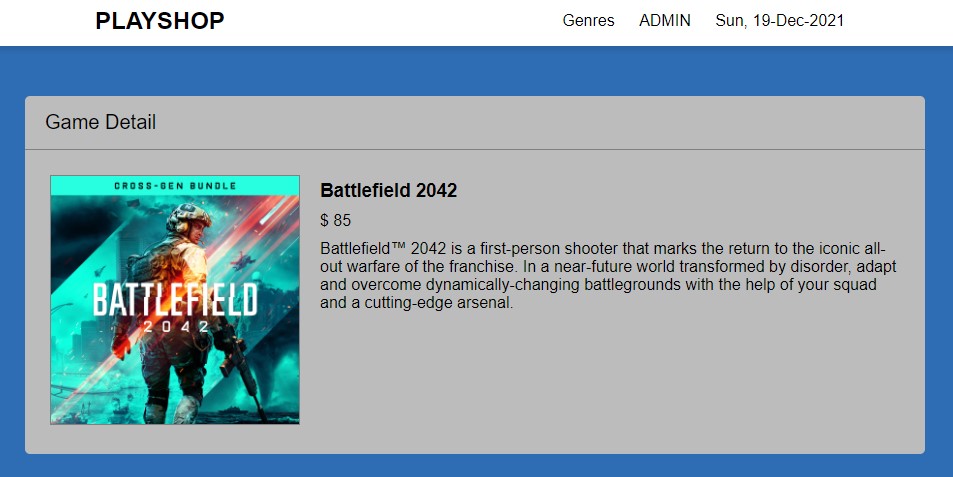 PLAYSHOP
Genres ADMIN Sun, 19-Dec-2021
Game Detail
CROSS-GEN BUNDLE
BATTLEFIELD
2042
Battlefield 2042
$ 85
Battlefield™ 2042 is a first-person shooter that marks the return to the iconic all-
out warfare of the franchise. In a near-future world transformed by disorder, adapt
and overcome dynamically-changing battlegrounds with the help of your squad
and a cutting-edge arsenal.